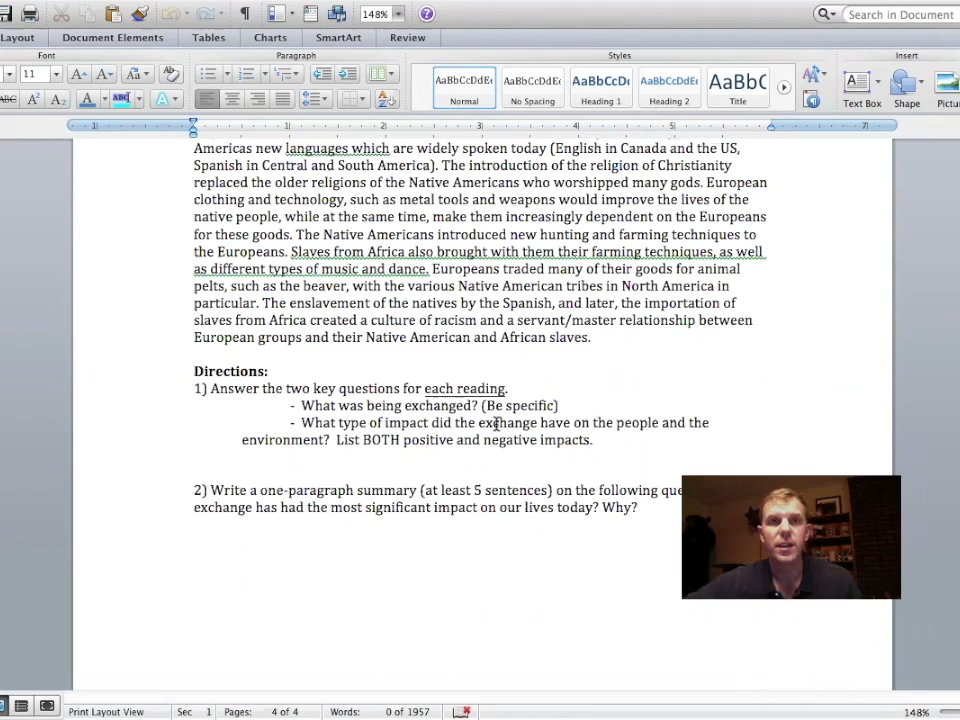 148%
Search in Document
Layout
Document Elements
Tables
Charts
SmartArt
Review
Font
Paragraph
Styles
Insert
11
AaBbCcDdEe
AaBbCcDdEe
AaBbCcDc
AaBbCcDdEe
AaBbC
Normal
No Spacing
Heading 1
Heading 2
Title
Text Box
Shape
Pictu
Americas new languages which are widely spoken today (English in Canada and the US,
Spanish in Central and South America). The introduction of the religion of Christianity
replaced the older religions of the Native Americans who worshipped many gods. European
clothing and technology, such as metal tools and weapons would improve the lives of the
native people, while at the same time, make them increasingly dependent on the Europeans
for these goods. The Native Americans introduced new hunting and farming techniques to
the Europeans. Slaves from Africa also brought with them their farming techniques, as well
as different types of music and dance. Europeans traded many of their goods for animal
pelts, such as the beaver, with the various Native American tribes in North America in
particular. The enslavement of the natives by the Spanish, and later, the importation of
slaves from Africa created a culture of racism and a servant/master relationship between
European groups and their Native American and African slaves.
Directions:
1) Answer the two key questions for each reading.
- What was being exchanged? (Be specific)
- What type of impact did the exchange have on the people and the
environment? List BOTH positive and negative impacts.
2) Write a one-paragraph summary (at least 5 sentences) on the following que
exchange has had the most significant impact on our lives today? Why?
Print Layout View
Sec 1
Pages: 4 of 4
Words: 0 of 1957
148%